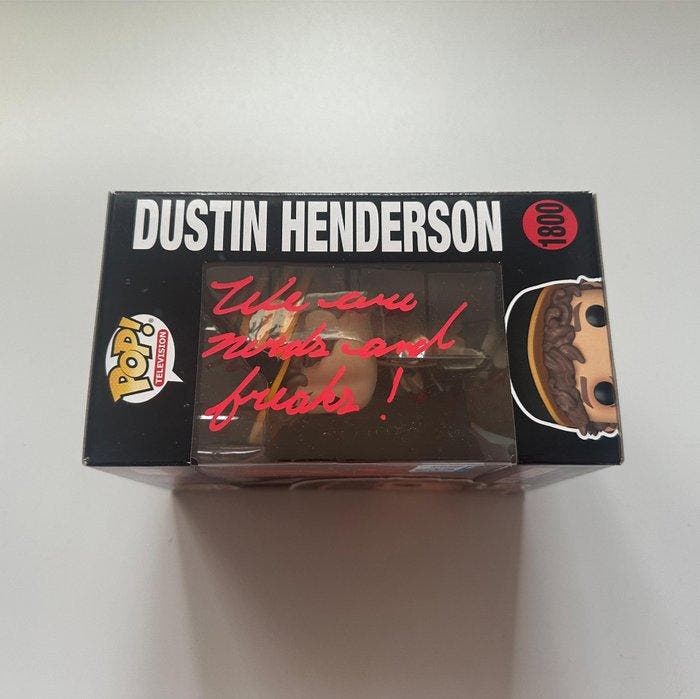 DUSTIN HENDERSON
1800
POP!
TELEVISION
We are
nerds and
freaks!